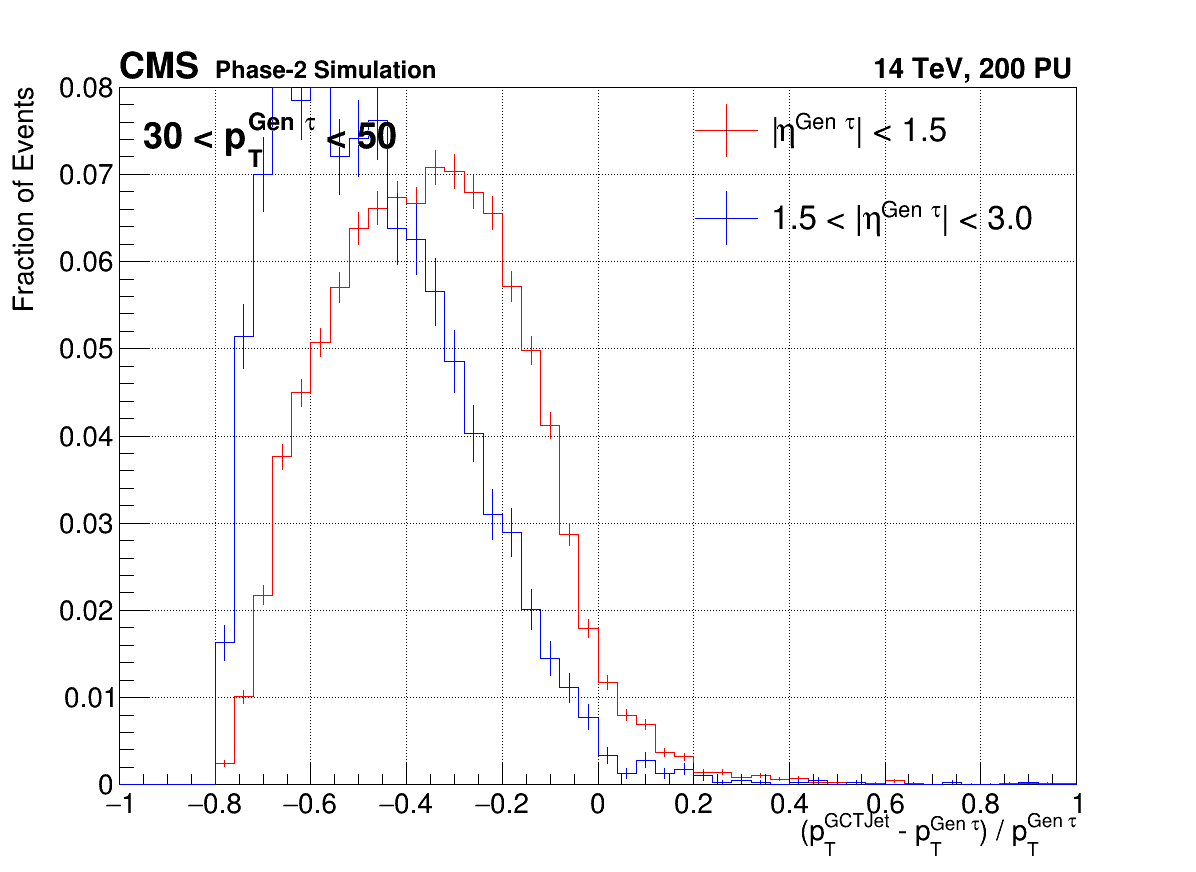 CMS Phase-2 Simulation 14 TeV, 200 PU
Fraction of Events
30 < p_T^Gen τ < 50
|η^Gen τ| < 1.5
1.5 < |η^Gen τ| < 3.0
0.08
0.07
0.06
0.05
0.04
0.03
0.02
0.01
0
−1 −0.8 −0.6 −0.4 −0.2 0 0.2 0.4 0.6 0.8 1
(p_T^GCTJet - p_T^Gen τ) / p_T^Gen τ